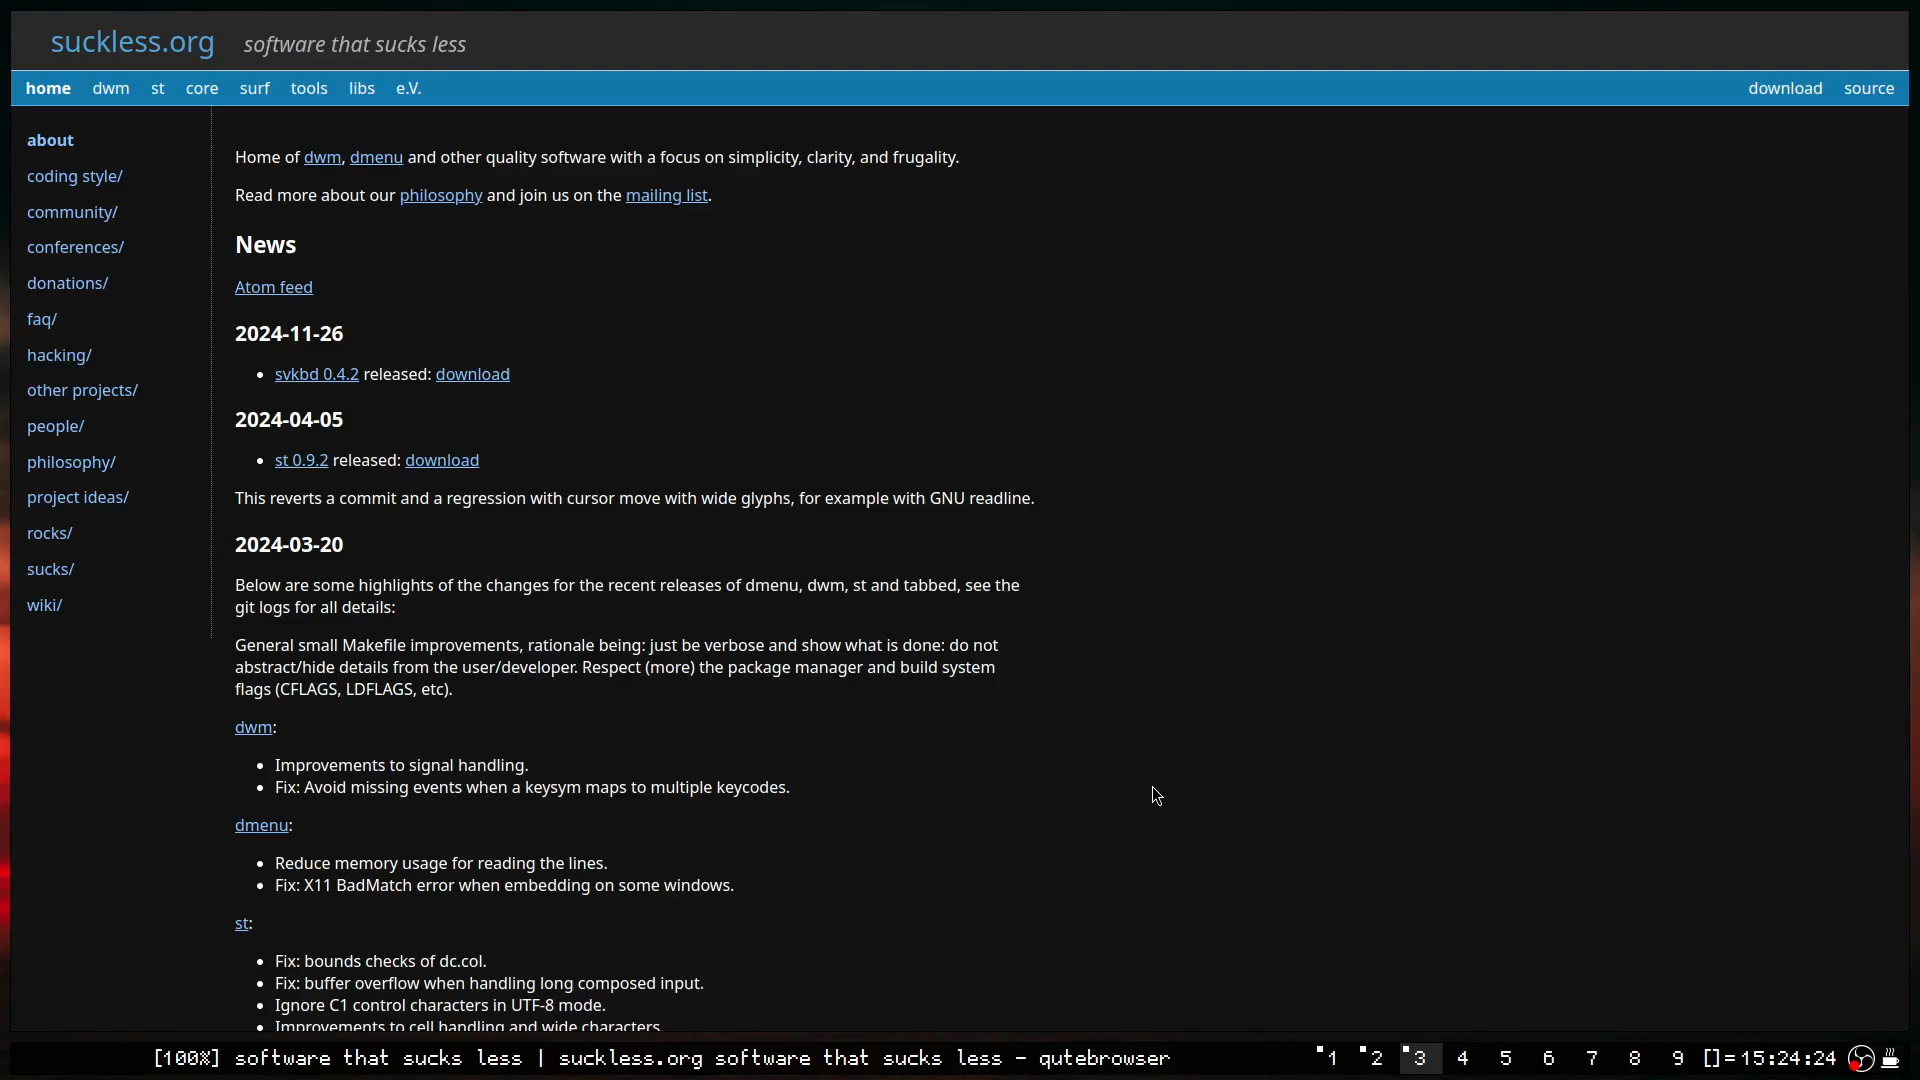 suckless.org software that sucks less
home dwm st core surf tools libs e.V. download source
about
coding style/
community/
conferences/
donations/
faq/
hacking/
other projects/
people/
philosophy/
project ideas/
rocks/
sucks/
wiki/
Home of dwm, dmenu and other quality software with a focus on simplicity, clarity, and frugality.
Read more about our philosophy and join us on the mailing list.
News
Atom feed
2024-11-26
• svkbd 0.4.2 released: download
2024-04-05
• st 0.9.2 released: download
This reverts a commit and a regression with cursor move with wide glyphs, for example with GNU readline.
2024-03-20
Below are some highlights of the changes for the recent releases of dmenu, dwm, st and tabbed, see the
git logs for all details:
General small Makefile improvements, rationale being: just be verbose and show what is done: do not
abstract/hide details from the user/developer. Respect (more) the package manager and build system
flags (CFLAGS, LDFLAGS, etc).
dwm:
• Improvements to signal handling.
• Fix: Avoid missing events when a keysym maps to multiple keycodes.
dmenu:
• Reduce memory usage for reading the lines.
• Fix: X11 BadMatch error when embedding on some windows.
st:
• Fix: bounds checks of dc.col.
• Fix: buffer overflow when handling long composed input.
• Ignore C1 control characters in UTF-8 mode.
• Improvements to cell handling and wide characters.
[100%] software that sucks less | suckless.org software that sucks less - qutebrowser 1 2 3 4 5 6 7 8 9 []= 15:24:24